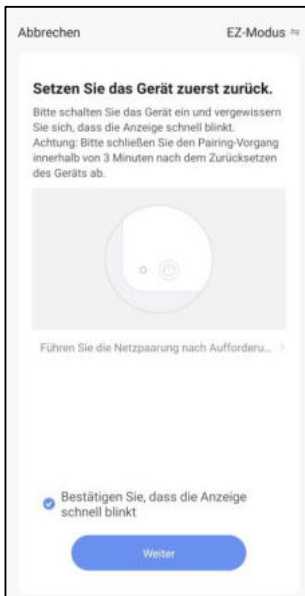 Abbrechen
EZ-Modus
Setzen Sie das Gerät zuerst zurück.
Bitte schalten Sie das Gerät ein und vergewissern
Sie sich, dass die Anzeige schnell blinkt.
Achtung: Bitte schließen Sie den Pairing-Vorgang
innerhalb von 3 Minuten nach dem Zurücksetzen
des Geräts ab.
Führen Sie die Netzpaarung nach Aufforderu...
Bestätigen Sie, dass die Anzeige
schnell blinkt
Weiter